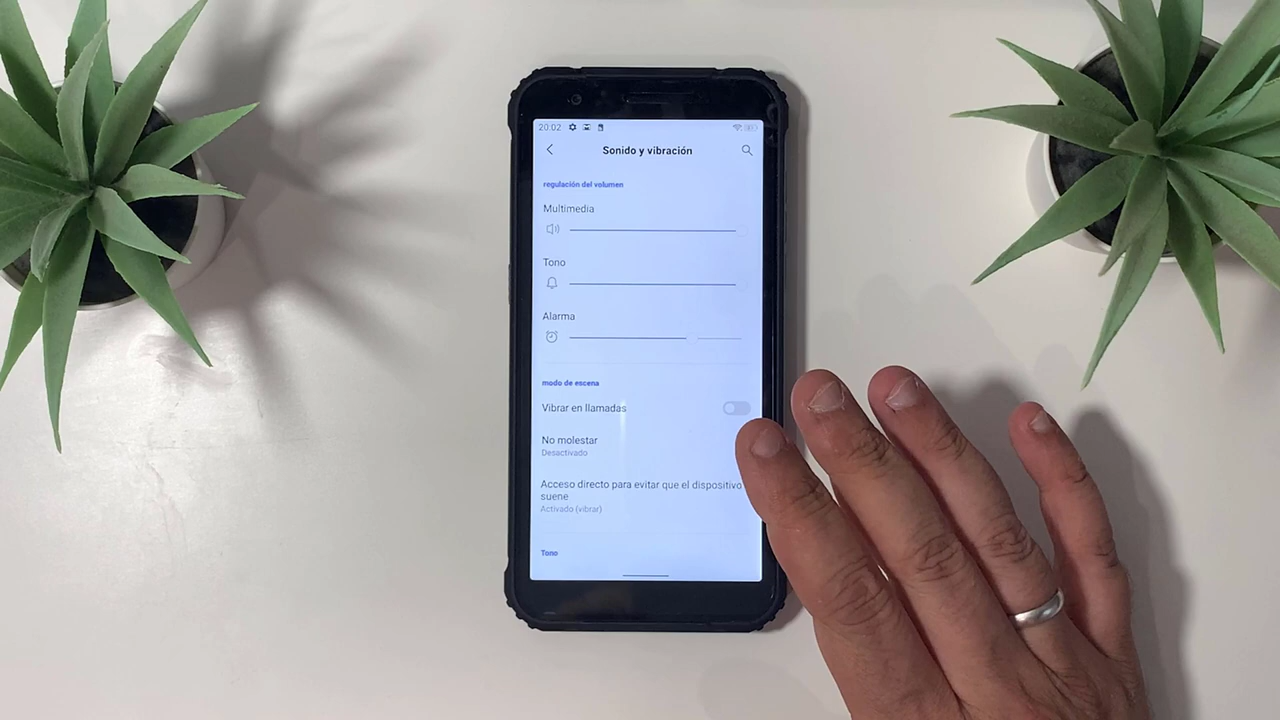 20:02
Sonido y vibración
regulación del volumen
Multimedia
Tono
Alarma
modo de escena
Vibrar en llamadas
No molestar
Desactivado
Acceso directo para evitar que el dispositivo
suene
Activado (vibrar)
Tono